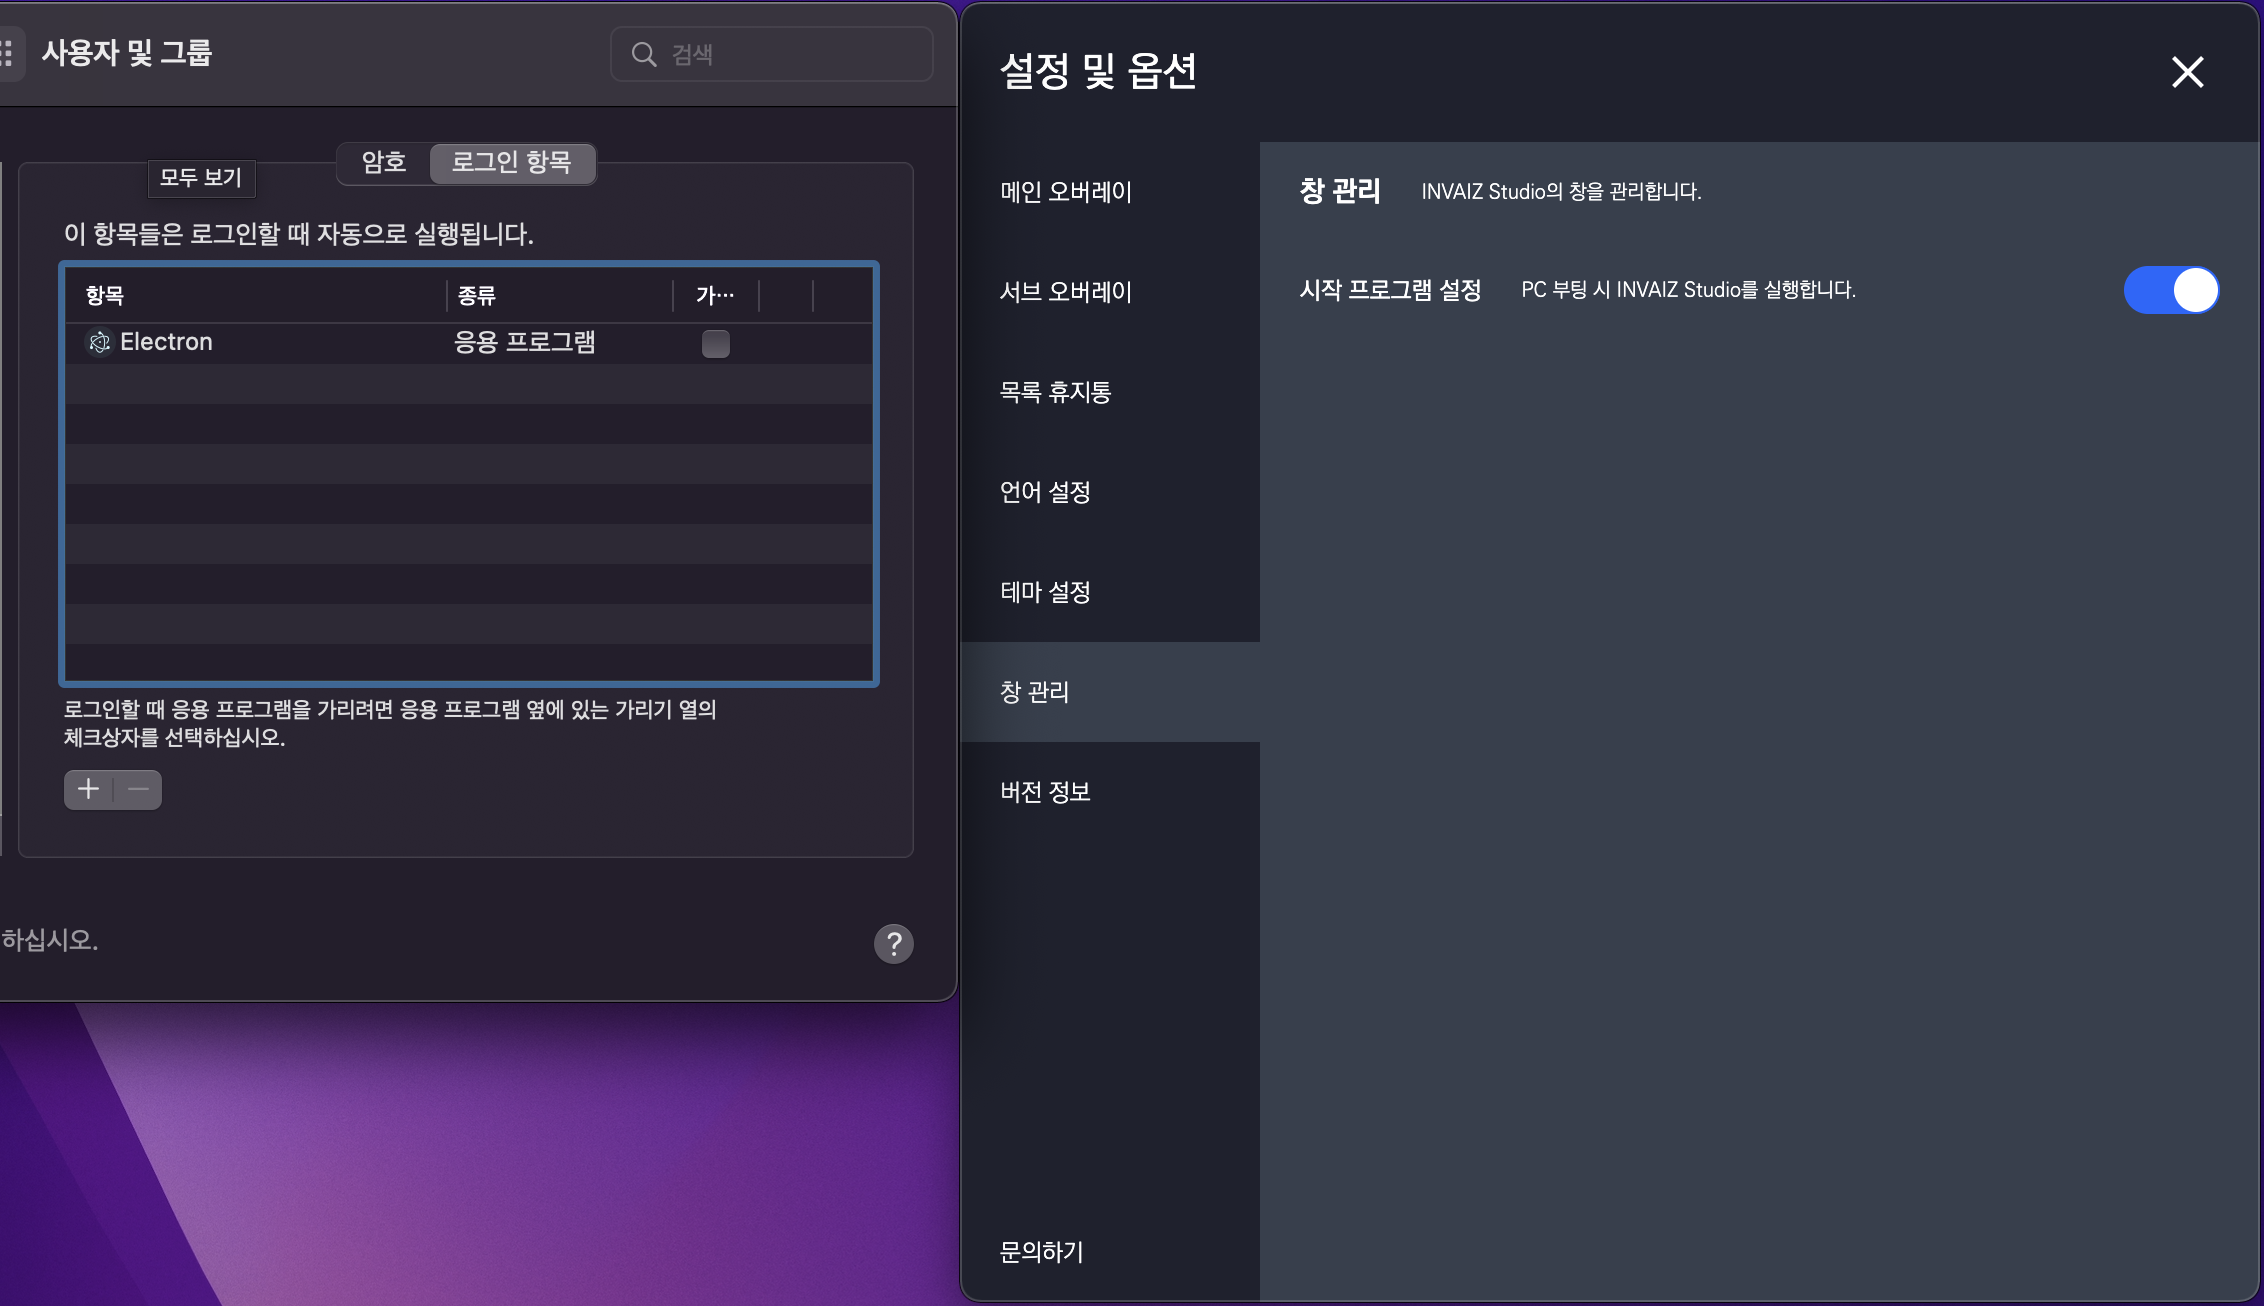 사용자 및 그룹
검색
암호
로그인 항목
모두 보기
이 항목들은 로그인할 때 자동으로 실행됩니다.
항목
종류
가…
Electron
응용 프로그램
로그인할 때 응용 프로그램을 가리려면 응용 프로그램 옆에 있는 가리기 열의
체크상자를 선택하십시오.
하십시오.
?
설정 및 옵션
메인 오버레이
서브 오버레이
목록 휴지통
언어 설정
테마 설정
창 관리
버전 정보
문의하기
창 관리 INVAIZ Studio의 창을 관리합니다.
시작 프로그램 설정 PC 부팅 시 INVAIZ Studio를 실행합니다.